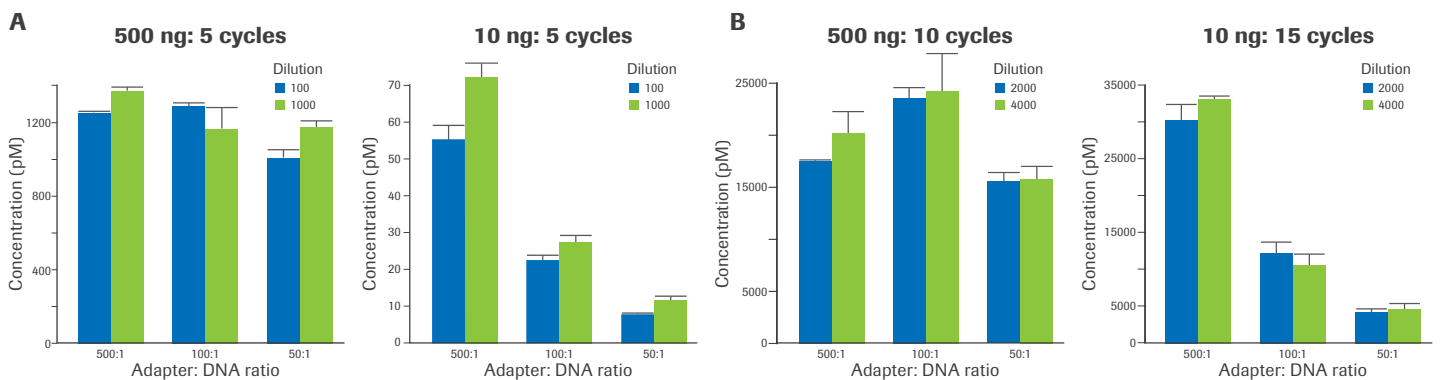 A
500 ng: 5 cycles
Dilution
100
1000
Concentration (pM)
1200
800
400
0
500:1
100:1
50:1
Adapter: DNA ratio
10 ng: 5 cycles
Dilution
100
1000
Concentration (pM)
70
60
50
40
30
20
10
0
500:1
100:1
50:1
Adapter: DNA ratio
B
500 ng: 10 cycles
Dilution
2000
4000
Concentration (pM)
25000
15000
5000
0
500:1
100:1
50:1
Adapter: DNA ratio
10 ng: 15 cycles
Dilution
2000
4000
Concentration (pM)
35000
25000
15000
5000
0
500:1
100:1
50:1
Adapter: DNA ratio